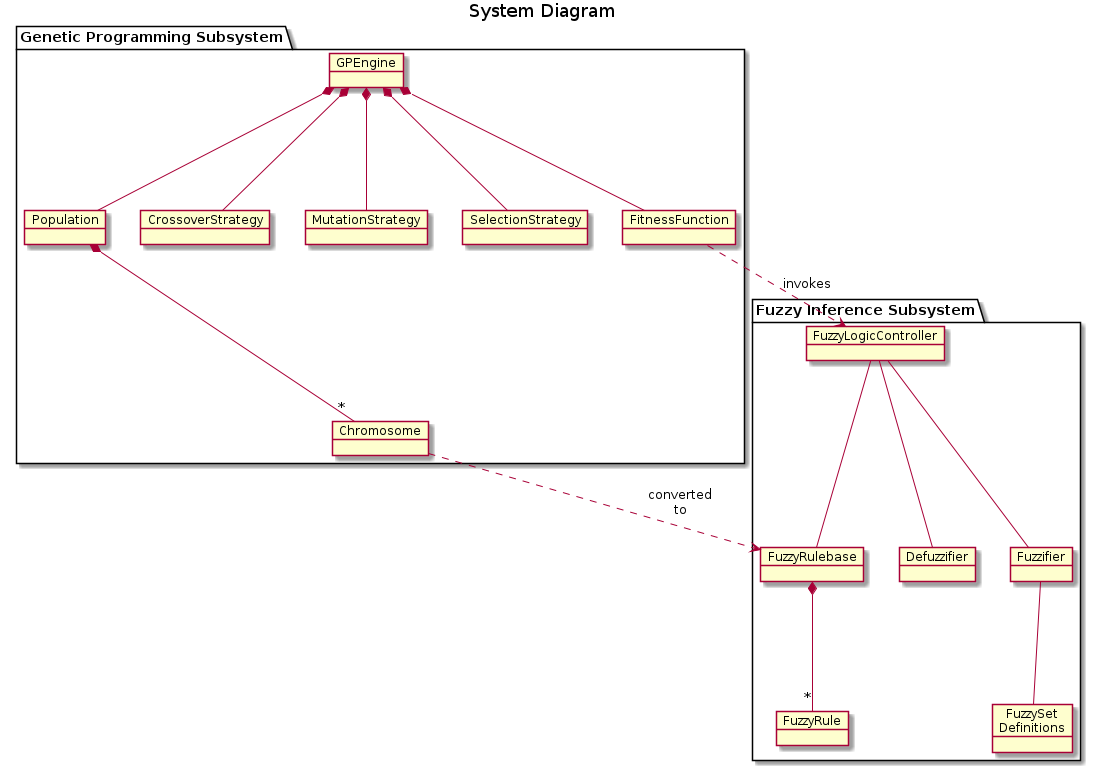 System Diagram
Genetic Programming Subsystem
GPEngine
Population
CrossoverStrategy
MutationStrategy
SelectionStrategy
FitnessFunction
invokes
Fuzzy Inference Subsystem
FuzzyLogicController
*
Chromosome
converted
to
FuzzyRulebase
Defuzzifier
Fuzzifier
*
FuzzyRule
FuzzySet
Definitions